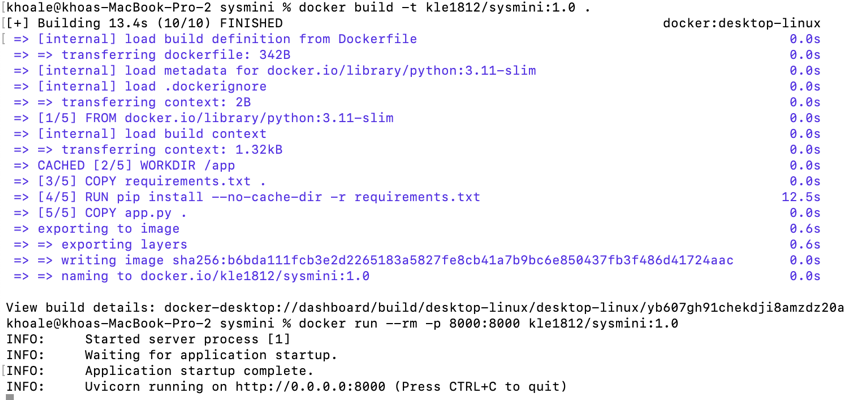 khoale@khoas-MacBook-Pro-2 sysmini % docker build -t kle1812/sysmini:1.0 .
[+] Building 13.4s (10/10) FINISHED docker:desktop-linux
=> [internal] load build definition from Dockerfile 0.0s
=> => transferring dockerfile: 342B 0.0s
=> [internal] load metadata for docker.io/library/python:3.11-slim 0.0s
=> [internal] load .dockerignore 0.0s
=> => transferring context: 2B 0.0s
=> [1/5] FROM docker.io/library/python:3.11-slim 0.0s
=> [internal] load build context 0.0s
=> => transferring context: 1.32kB 0.0s
=> CACHED [2/5] WORKDIR /app 0.0s
=> [3/5] COPY requirements.txt . 0.0s
=> [4/5] RUN pip install --no-cache-dir -r requirements.txt 12.5s
=> [5/5] COPY app.py . 0.0s
=> exporting to image 0.6s
=> => exporting layers 0.6s
=> => writing image sha256:b6bda111fcb3e2d2265183a5827fe8cb41a7b9bc6e850437fb3f486d41724aac 0.0s
=> => naming to docker.io/kle1812/sysmini:1.0 0.0s
View build details: docker-desktop://dashboard/build/desktop-linux/desktop-linux/yb607gh91chekdji8amzdz20a
khoale@khoas-MacBook-Pro-2 sysmini % docker run --rm -p 8000:8000 kle1812/sysmini:1.0
INFO: Started server process [1]
INFO: Waiting for application startup.
INFO: Application startup complete.
INFO: Uvicorn running on http://0.0.0.0:8000 (Press CTRL+C to quit)